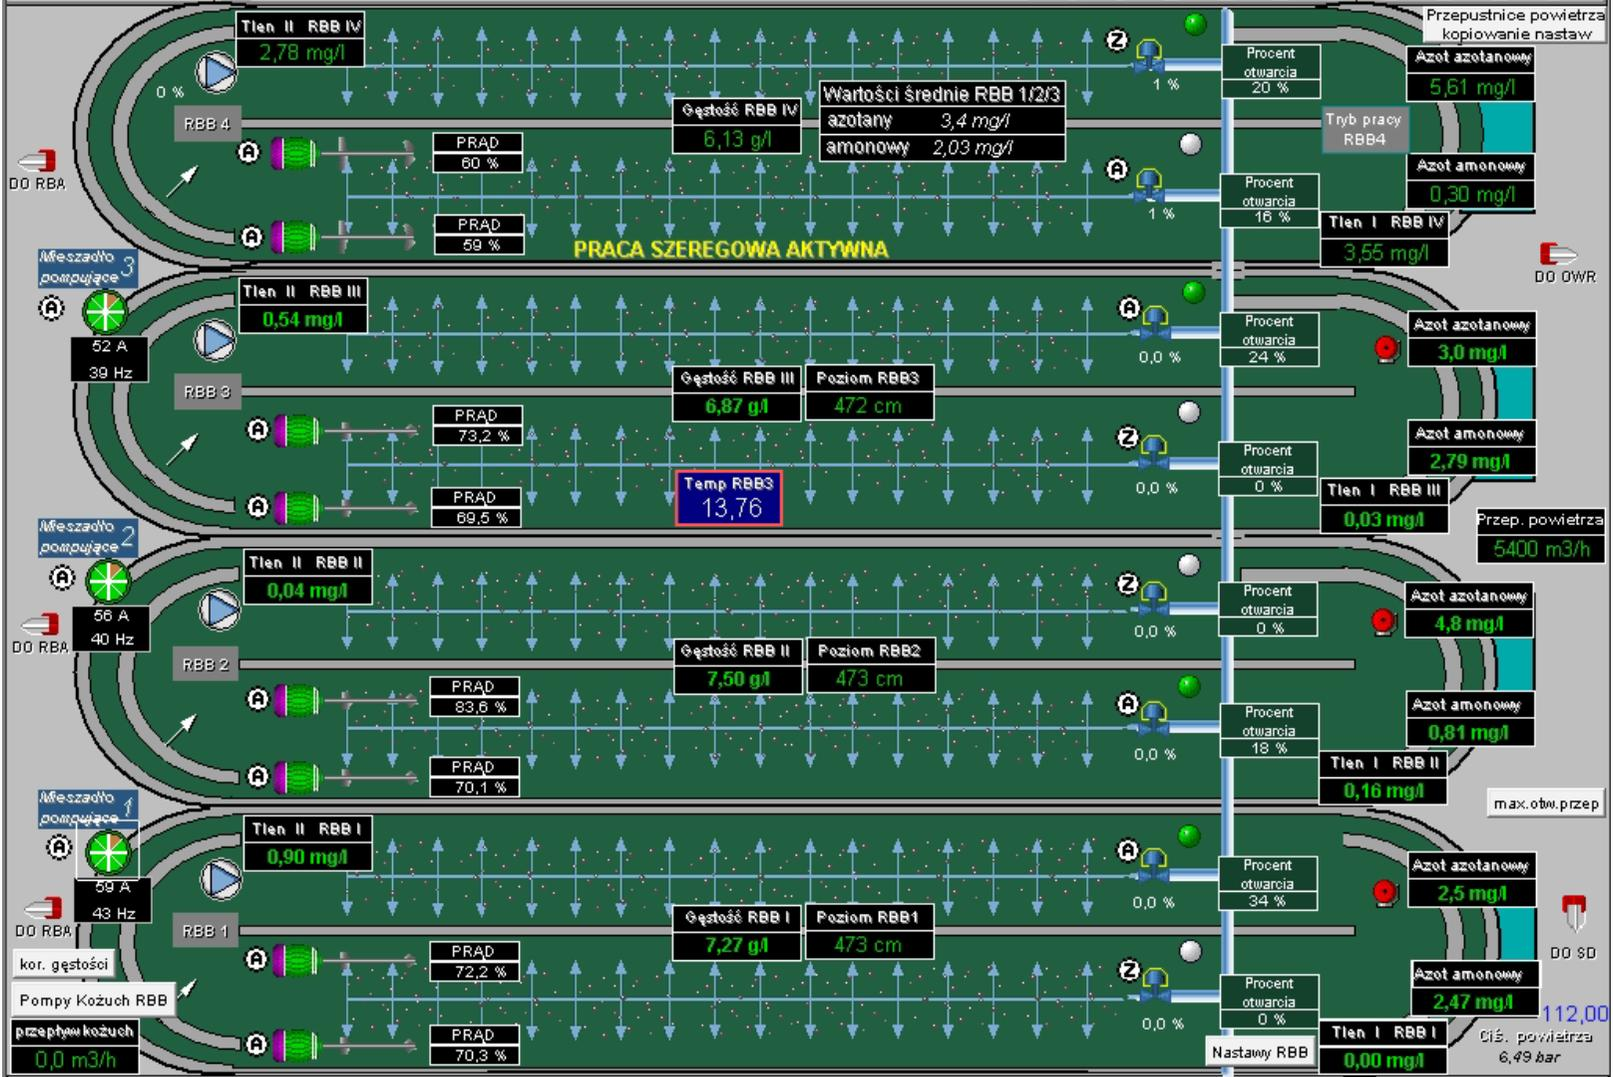 Tlen II RBB IV
2,78 mg/l
Przepustnice powietrza
kopiowanie nastaw
Z
0 %
1 %
Procent
otwarcia
20 %
Azot azotanowy
5,61 mg/l
RBB 4
Gęstość RBB IV
6,13 g/l
Wartości średnie RBB 1/2/3
azotany 3,4 mg/l
amonowy 2,03 mg/l
Tryb pracy
RBB4
A
PRĄD
60 %
A
1 %
Procent
otwarcia
16 %
Azot amonowy
0,30 mg/l
DO RBA
A
PRĄD
59 %
PRACA SZEREGOWA AKTYWNA
Tlen I RBB IV
3,55 mg/l
DO OWR
Mieszadło
pompujące 3
A
52 A
39 Hz
Tlen II RBB III
0,54 mg/l
A
0,0 %
Procent
otwarcia
24 %
Azot azotanowy
3,0 mg/l
RBB 3
Gęstość RBB III
6,87 g/l
Poziom RBB3
472 cm
A
PRĄD
73,2 %
Z
0,0 %
Procent
otwarcia
0 %
Azot amonowy
2,79 mg/l
A
PRĄD
69,5 %
Temp RBB3
13,76
Tlen I RBB III
0,03 mg/l
Przep. powietrza
5400 m3/h
Mieszadło
pompujące 2
A
56 A
40 Hz
DO RBA
Tlen II RBB II
0,04 mg/l
Z
0,0 %
Procent
otwarcia
0 %
Azot azotanowy
4,8 mg/l
RBB 2
Gęstość RBB II
7,50 g/l
Poziom RBB2
473 cm
A
PRĄD
83,6 %
A
0,0 %
Procent
otwarcia
18 %
Azot amonowy
0,81 mg/l
A
PRĄD
70,1 %
Tlen I RBB II
0,16 mg/l
max.otw.przep
Mieszadło
pompujące 1
A
59 A
43 Hz
DO RBA
Tlen II RBB I
0,90 mg/l
A
0,0 %
Procent
otwarcia
34 %
Azot azotanowy
2,5 mg/l
RBB 1
Gęstość RBB I
7,27 g/l
Poziom RBB1
473 cm
DO SD
kor. gęstości
A
PRĄD
72,2 %
Z
0,0 %
Procent
otwarcia
0 %
Azot amonowy
2,47 mg/l
Pompy Kożuch RBB
przepływ kożuch
0,0 m3/h
A
PRĄD
70,3 %
Nastawy RBB
Tlen I RBB I
0,00 mg/l
112,00
Ciś. powietrza
6,49 bar